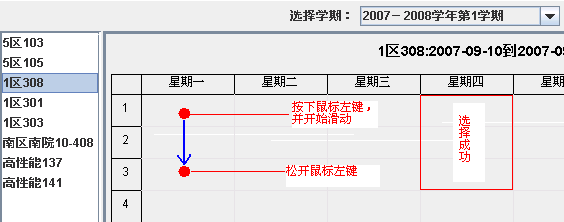 选择学期： 2007－2008学年第1学期
5区103
5区105
1区308
1区301
1区303
南区南院10-408
高性能137
高性能141
1区308:2007-09-10到2007-09
星期一 星期二 星期三 星期四
1
2
3
4
按下鼠标左键，
并开始滑动
松开鼠标左键
选择成功